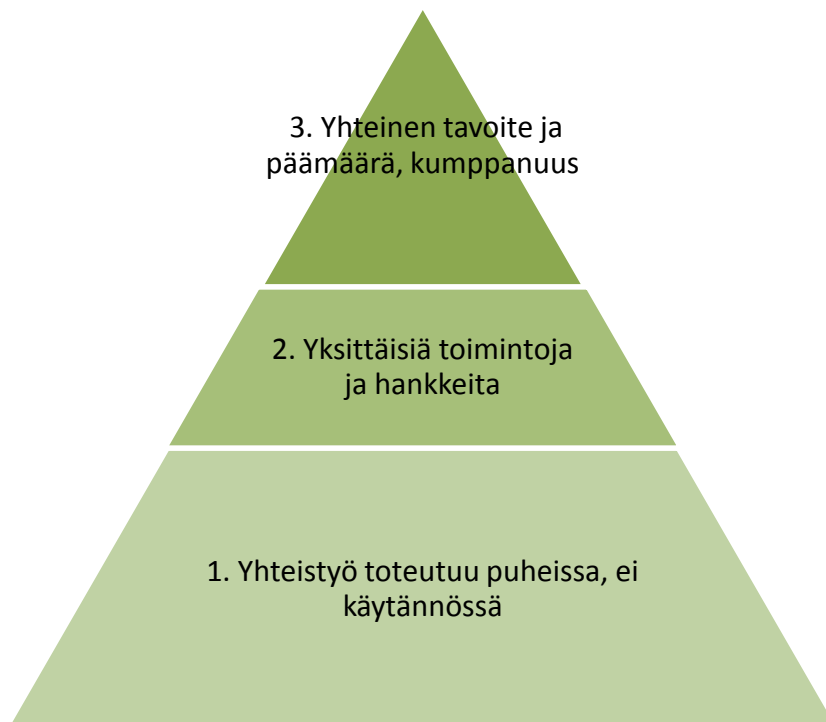 3. Yhteinen tavoite ja
päämäärä, kumppanuus
2. Yksittäisiä toimintoja
ja hankkeita
1. Yhteistyö toteutuu puheissa, ei
käytännössä